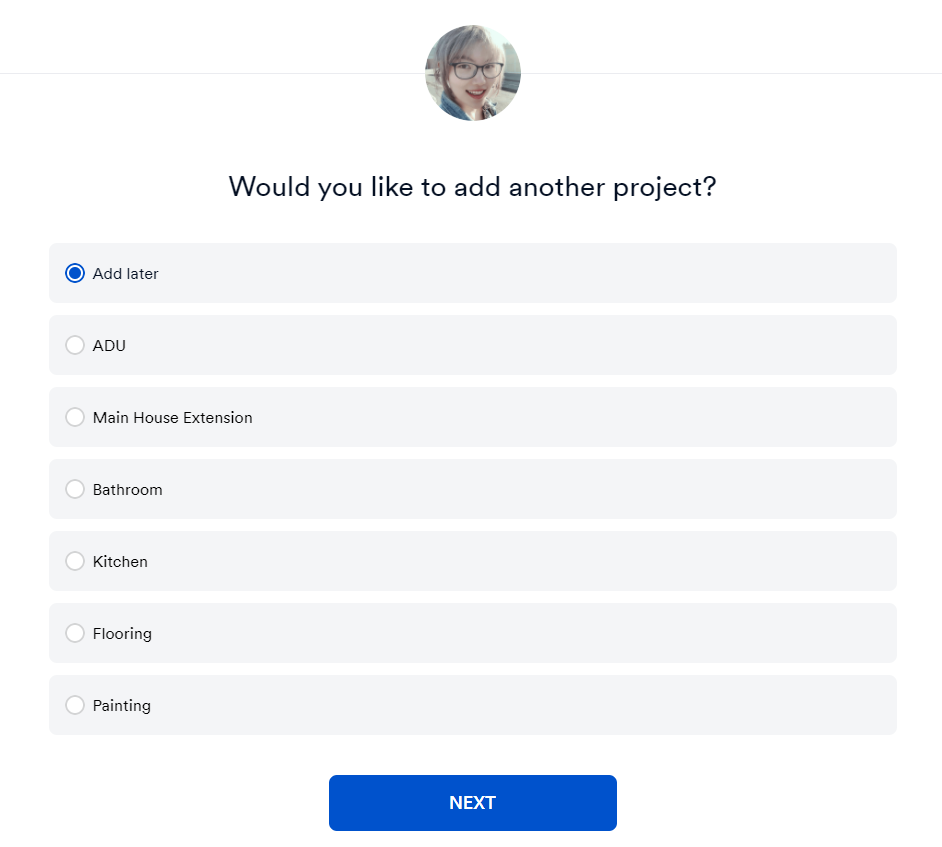 Would you like to add another project?
Add later
ADU
Main House Extension
Bathroom
Kitchen
Flooring
Painting
NEXT